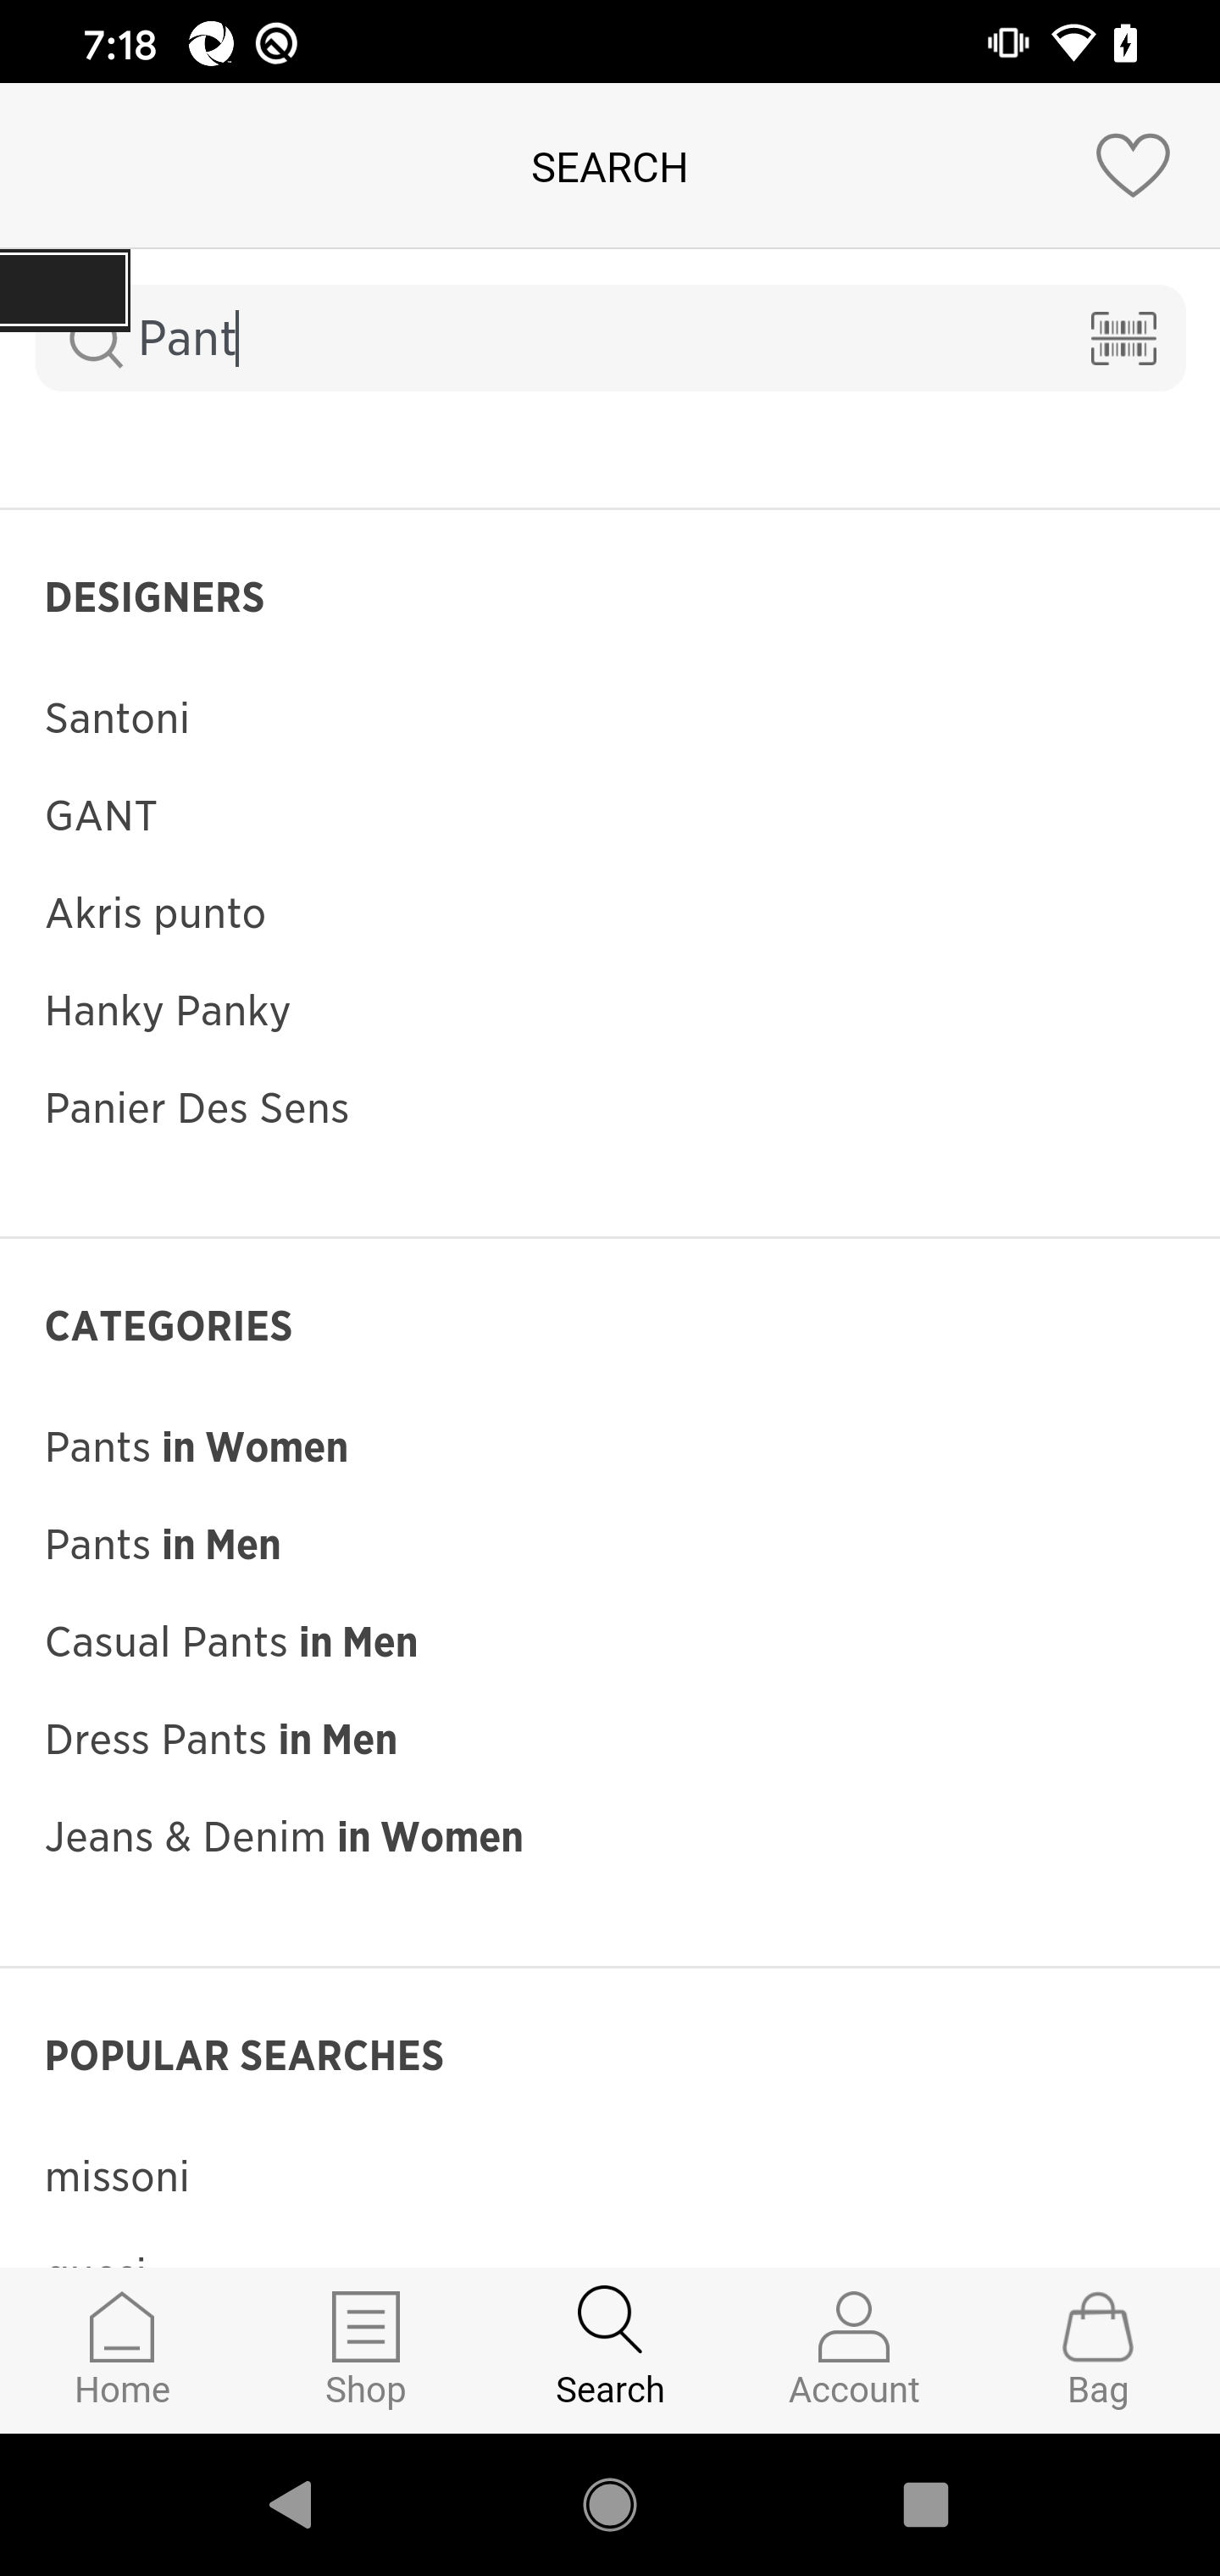 7:18
SEARCH
Pant
DESIGNERS
Santoni
GANT
Akris punto
Hanky Panky
Panier Des Sens
CATEGORIES
Pants in Women
Pants in Men
Casual Pants in Men
Dress Pants in Men
Jeans & Denim in Women
POPULAR SEARCHES
missoni
Home
Shop
Search
Account
Bag